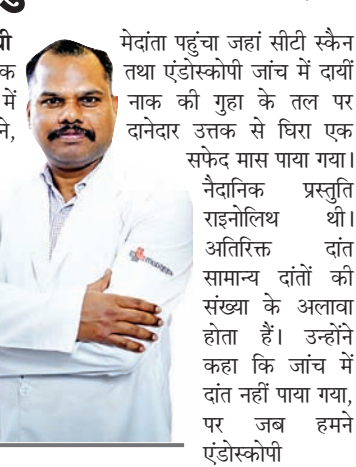 ी
क
में
ने,
मेदांता पहुंचा जहां सीटी स्कैन
तथा एंडोस्कोपी जांच में दायीं
नाक की गुहा के तल पर
दानेदार उत्तक से घिरा एक
सफेद मास पाया गया।
नैदानिक प्रस्तुति
राइनोलिथ थी।
अतिरिक्त दांत
सामान्य दांतों की
संख्या के अलावा
होता हैं। उन्होंने
कहा कि जांच में
दांत नहीं पाया गया,
पर जब हमने
एंडोस्कोपी